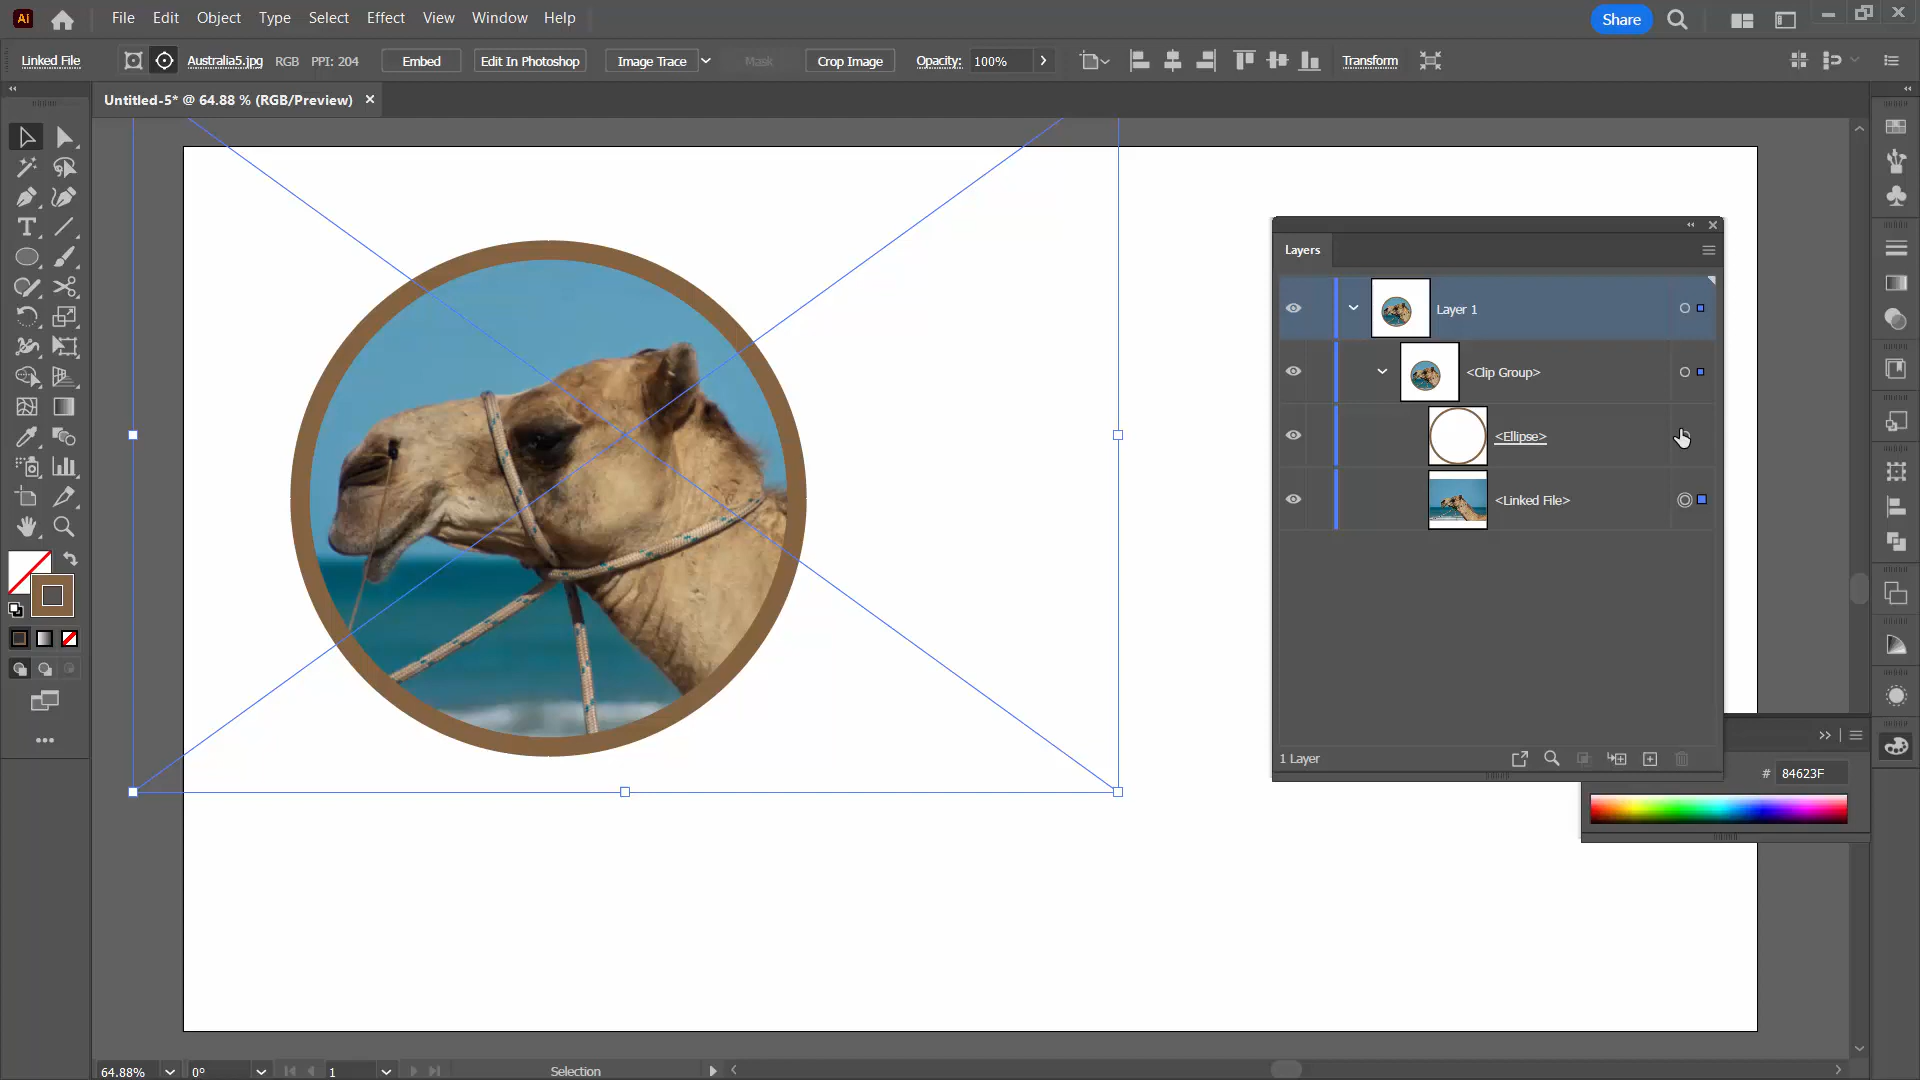 Ai File Edit Object Type Select Effect View Window Help Share
Linked File Australia5.jpg RGB PPI: 204 Embed Edit In Photoshop Image Trace Mask Crop Image Opacity: 100% Transform
Untitled-5* @ 64.88 % (RGB/Preview)
Layers
Layer 1
<Clip Group>
<Ellipse>
<Linked File>
1 Layer
# 84623F
64.88% 0° 1 Selection